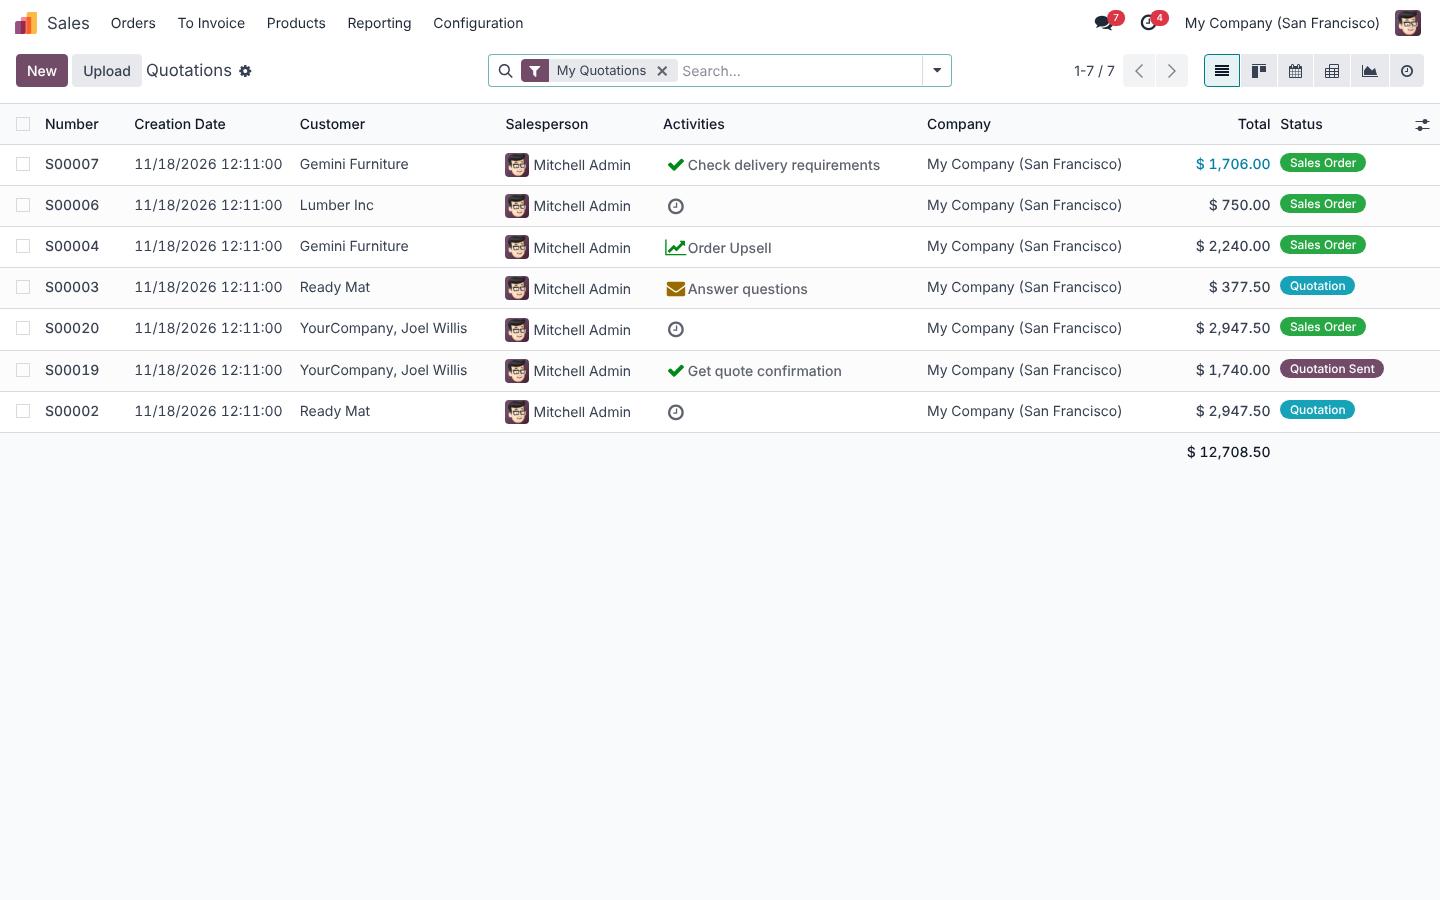 Sales Orders To Invoice Products Reporting Configuration 7 4 My Company (San Francisco)
New Upload Quotations My Quotations Search... 1-7 / 7
Number Creation Date Customer Salesperson Activities Company Total Status
S00007 11/18/2026 12:11:00 Gemini Furniture Mitchell Admin Check delivery requirements My Company (San Francisco) $ 1,706.00 Sales Order
S00006 11/18/2026 12:11:00 Lumber Inc Mitchell Admin My Company (San Francisco) $ 750.00 Sales Order
S00004 11/18/2026 12:11:00 Gemini Furniture Mitchell Admin Order Upsell My Company (San Francisco) $ 2,240.00 Sales Order
S00003 11/18/2026 12:11:00 Ready Mat Mitchell Admin Answer questions My Company (San Francisco) $ 377.50 Quotation
S00020 11/18/2026 12:11:00 YourCompany, Joel Willis Mitchell Admin My Company (San Francisco) $ 2,947.50 Sales Order
S00019 11/18/2026 12:11:00 YourCompany, Joel Willis Mitchell Admin Get quote confirmation My Company (San Francisco) $ 1,740.00 Quotation Sent
S00002 11/18/2026 12:11:00 Ready Mat Mitchell Admin My Company (San Francisco) $ 2,947.50 Quotation
$ 12,708.50